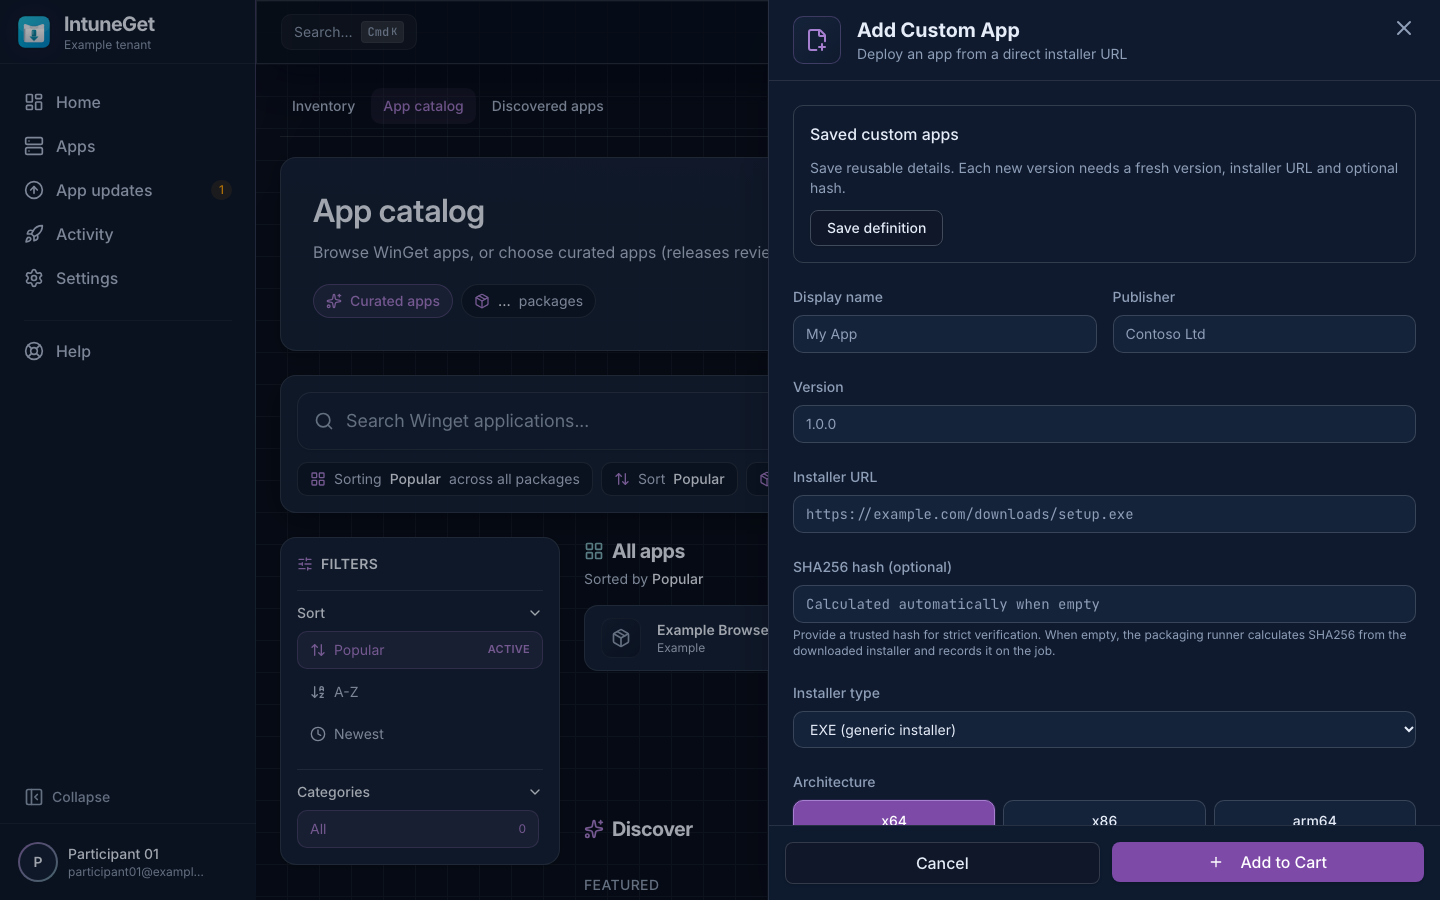 IntuneGet
Example tenant
Home
Apps
App updates
1
Activity
Settings
Help
Collapse
P
Participant 01
participant01@exampl...
Search...
Cmd K
Inventory
App catalog
Discovered apps
App catalog
Browse WinGet apps, or choose curated apps (releases revie
Curated apps
... packages
Search Winget applications...
Sorting Popular across all packages
Sort Popular
FILTERS
Sort
Popular
ACTIVE
A-Z
Newest
Categories
All
0
All apps
Sorted by Popular
Example Browse
Example
Discover
FEATURED
Add Custom App
Deploy an app from a direct installer URL
Saved custom apps
Save reusable details. Each new version needs a fresh version, installer URL and optional
hash.
Save definition
Display name
Publisher
My App
Contoso Ltd
Version
1.0.0
Installer URL
https://example.com/downloads/setup.exe
SHA256 hash (optional)
Calculated automatically when empty
Provide a trusted hash for strict verification. When empty, the packaging runner calculates SHA256 from the
downloaded installer and records it on the job.
Installer type
EXE (generic installer)
Architecture
x64
x86
arm64
Cancel
Add to Cart